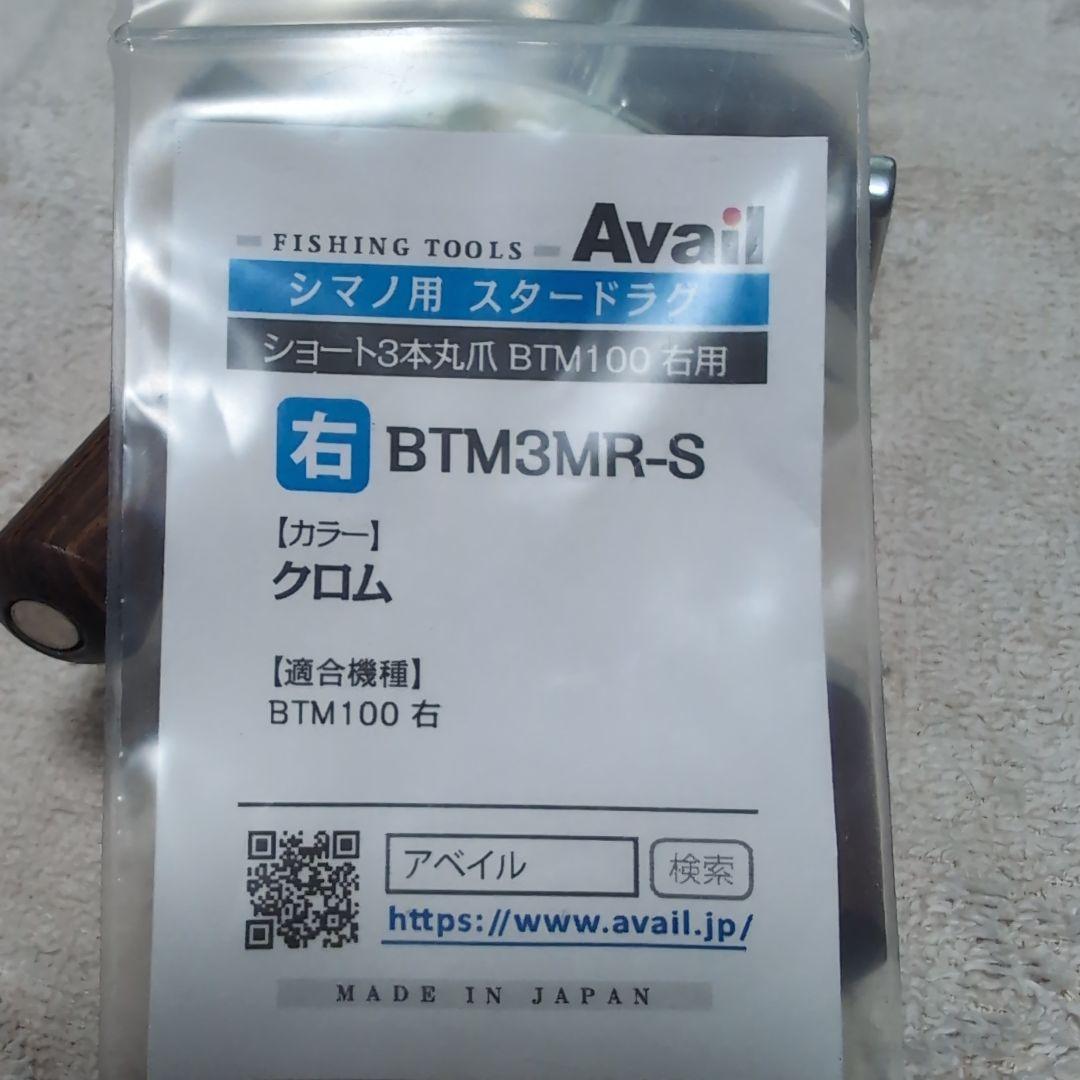 FISHING TOOLS
Avail
シマノ用 スタードラグ
ショート3本丸爪 BTM100 右用
右 BTM3MR-S
【カラー】
クロム
【適合機種】
BTM100 右
アベイル 検索
https://www.avail.jp/
MADE IN JAPAN